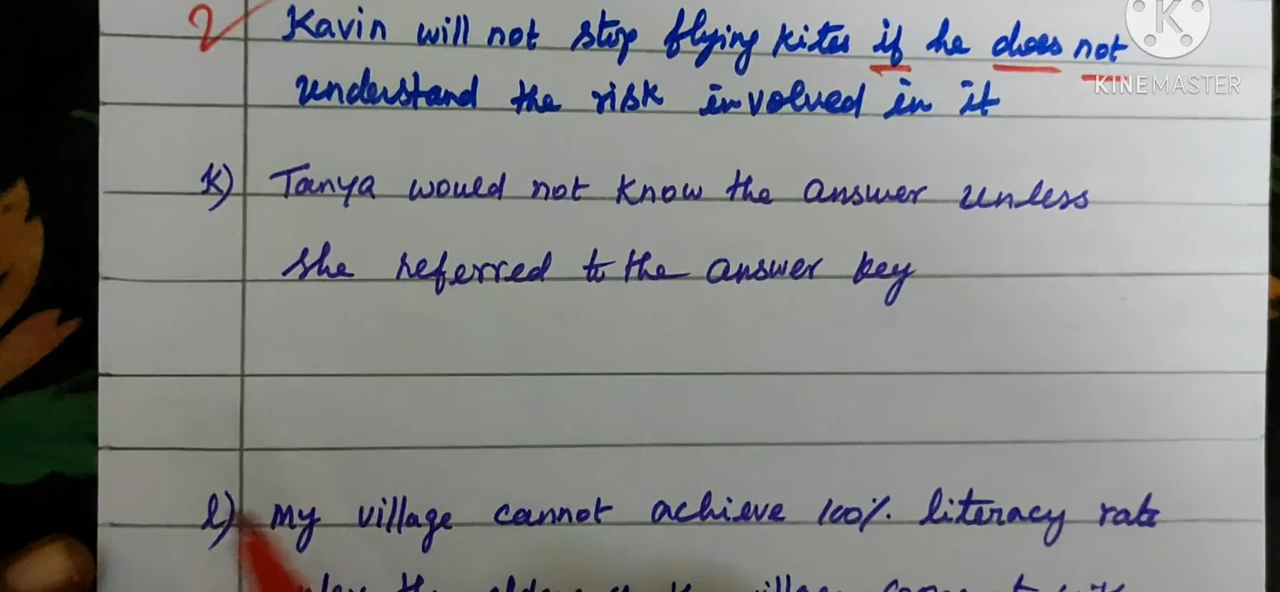 2 Kavin will not stop flying kites if he does not
understand the risk involved in it
K
KINEMASTER
k) Tanya would not know the answer unless
she referred to the answer key
l) My village cannot achieve 100% literacy rate
the village